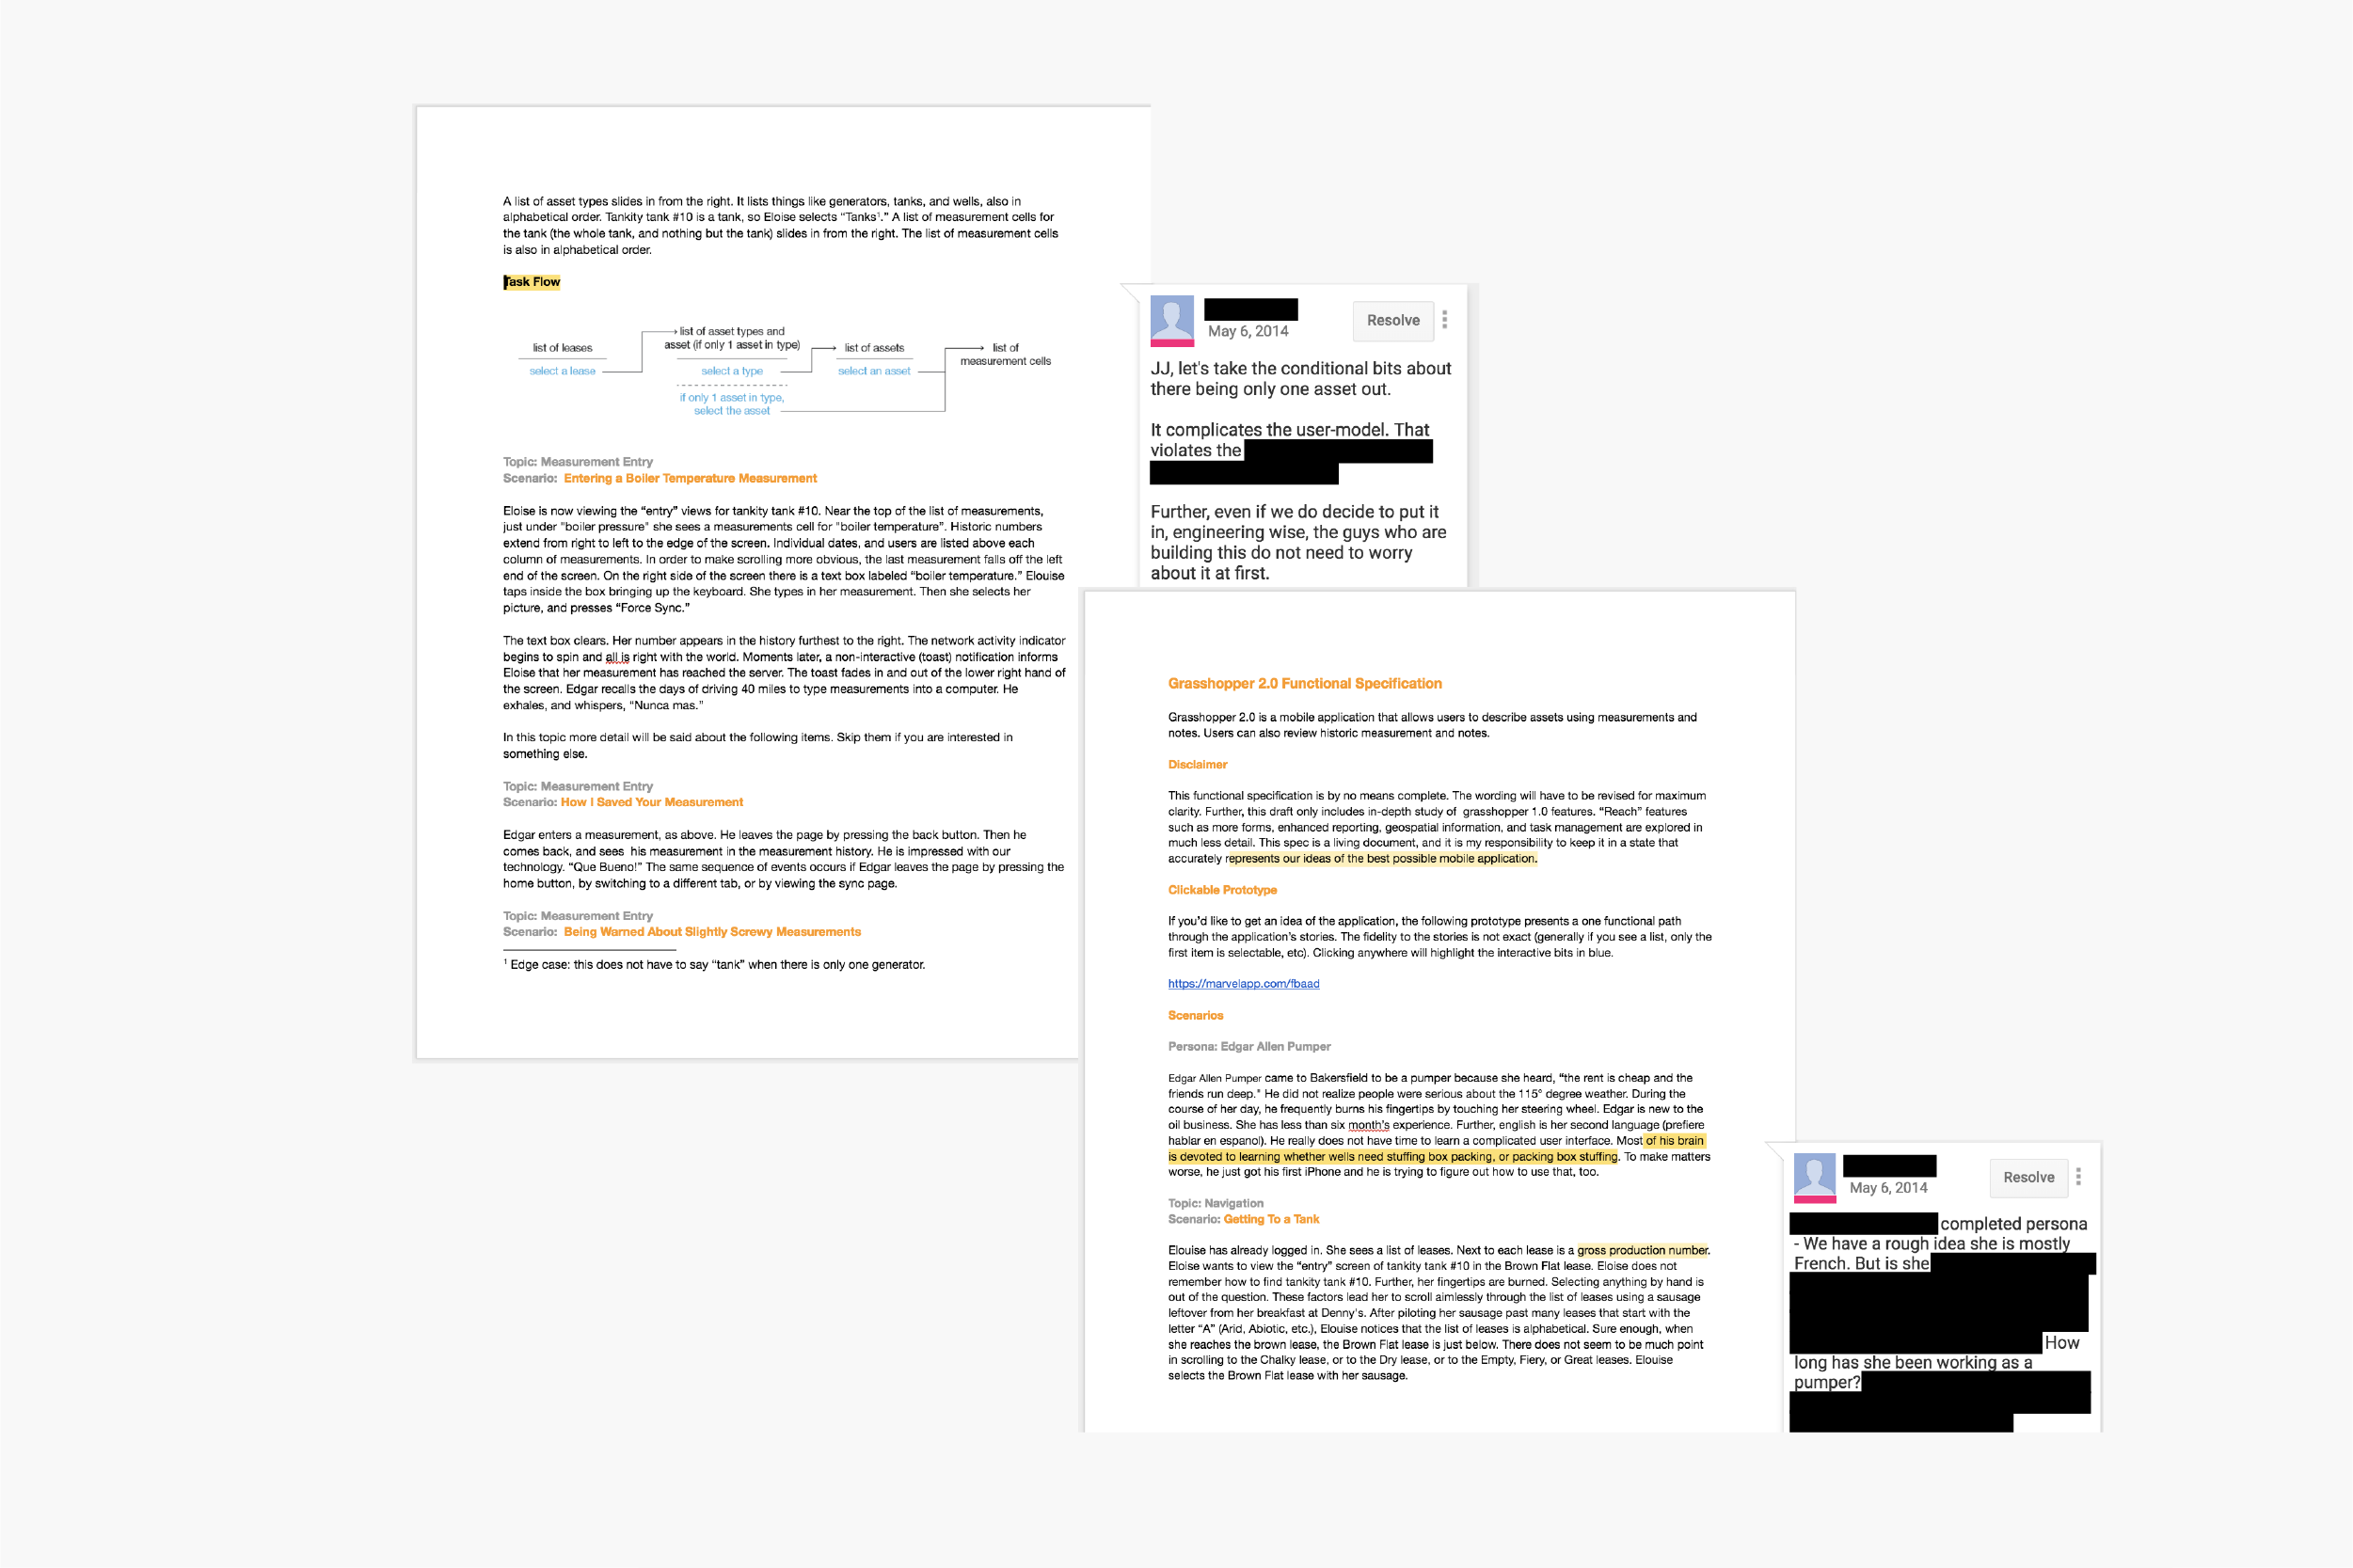 A list of asset types slides in from the right. It lists things like generators, tanks, and wells, also in
alphabetical order. Tankity tank #10 is a tank, so Eloise selects “Tanks¹.” A list of measurement cells for
the tank (the whole tank, and nothing but the tank) slides in from the right. The list of measurement cells
is also in alphabetical order.
Task Flow
list of leases
select a lease
list of asset types and
asset (if only 1 asset in type)
select a type
if only 1 asset in type,
select the asset
list of assets
select an asset
list of
measurement cells
Topic: Measurement Entry
Scenario: Entering a Boiler Temperature Measurement
Eloise is now viewing the “entry” views for tankity tank #10. Near the top of the list of measurements,
just under "boiler pressure" she sees a measurements cell for "boiler temperature". Historic numbers
extend from right to left to the edge of the screen. Individual dates, and users are listed above each
column of measurements. In order to make scrolling more obvious, the last measurement falls off the left
end of the screen. On the right side of the screen there is a text box labeled “boiler temperature.” Elouise
taps inside the box bringing up the keyboard. She types in her measurement. Then she selects her
picture, and presses “Force Sync.”
The text box clears. Her number appears in the history furthest to the right. The network activity indicator
begins to spin and all is right with the world. Moments later, a non-interactive (toast) notification informs
Eloise that her measurement has reached the server. The toast fades in and out of the lower right hand of
the screen. Edgar recalls the days of driving 40 miles to type measurements into a computer. He
exhales, and whispers, “Nunca mas.”
In this topic more detail will be said about the following items. Skip them if you are interested in
something else.
Topic: Measurement Entry
Scenario: How I Saved Your Measurement
Edgar enters a measurement, as above. He leaves the page by pressing the back button. Then he
comes back, and sees his measurement in the measurement history. He is impressed with our
technology. “Que Bueno!” The same sequence of events occurs if Edgar leaves the page by pressing the
home button, by switching to a different tab, or by viewing the sync page.
Topic: Measurement Entry
Scenario: Being Warned About Slightly Screwy Measurements
¹ Edge case: this does not have to say “tank” when there is only one generator.
May 6, 2014
Resolve
JJ, let's take the conditional bits about
there being only one asset out.
It complicates the user-model. That
violates the
Further, even if we do decide to put it
in, engineering wise, the guys who are
building this do not need to worry
about it at first.
Grasshopper 2.0 Functional Specification
Grasshopper 2.0 is a mobile application that allows users to describe assets using measurements and
notes. Users can also review historic measurement and notes.
Disclaimer
This functional specification is by no means complete. The wording will have to be revised for maximum
clarity. Further, this draft only includes in-depth study of grasshopper 1.0 features. “Reach” features
such as more forms, enhanced reporting, geospatial information, and task management are explored in
much less detail. This spec is a living document, and it is my responsibility to keep it in a state that
accurately represents our ideas of the best possible mobile application.
Clickable Prototype
If you’d like to get an idea of the application, the following prototype presents a one functional path
through the application’s stories. The fidelity to the stories is not exact (generally if you see a list, only the
first item is selectable, etc). Clicking anywhere will highlight the interactive bits in blue.
https://marvelapp.com/fbaad
Scenarios
Persona: Edgar Allen Pumper
Edgar Allen Pumper came to Bakersfield to be a pumper because she heard, “the rent is cheap and the
friends run deep." He did not realize people were serious about the 115° degree weather. During the
course of her day, he frequently burns his fingertips by touching her steering wheel. Edgar is new to the
oil business. She has less than six month's experience. Further, english is her second language (prefiere
hablar en espanol). He really does not have time to learn a complicated user interface. Most of his brain
is devoted to learning whether wells need stuffing box packing, or packing box stuffing. To make matters
worse, he just got his first iPhone and he is trying to figure out how to use that, too.
Topic: Navigation
Scenario: Getting To a Tank
Elouise has already logged in. She sees a list of leases. Next to each lease is a gross production number.
Eloise wants to view the “entry” screen of tankity tank #10 in the Brown Flat lease. Eloise does not
remember how to find tankity tank #10. Further, her fingertips are burned. Selecting anything by hand is
out of the question. These factors lead her to scroll aimlessly through the list of leases using a sausage
leftover from her breakfast at Denny's. After piloting her sausage past many leases that start with the
letter “A” (Arid, Abiotic, etc.), Elouise notices that the list of leases is alphabetical. Sure enough, when
she reaches the brown lease, the Brown Flat lease is just below. There does not seem to be much point
in scrolling to the Chalky lease, or to the Dry lease, or to the Empty, Fiery, or Great leases. Elouise
selects the Brown Flat lease with her sausage.
May 6, 2014
Resolve
completed persona
- We have a rough idea she is mostly
French. But is she
How
long has she been working as a
pumper?